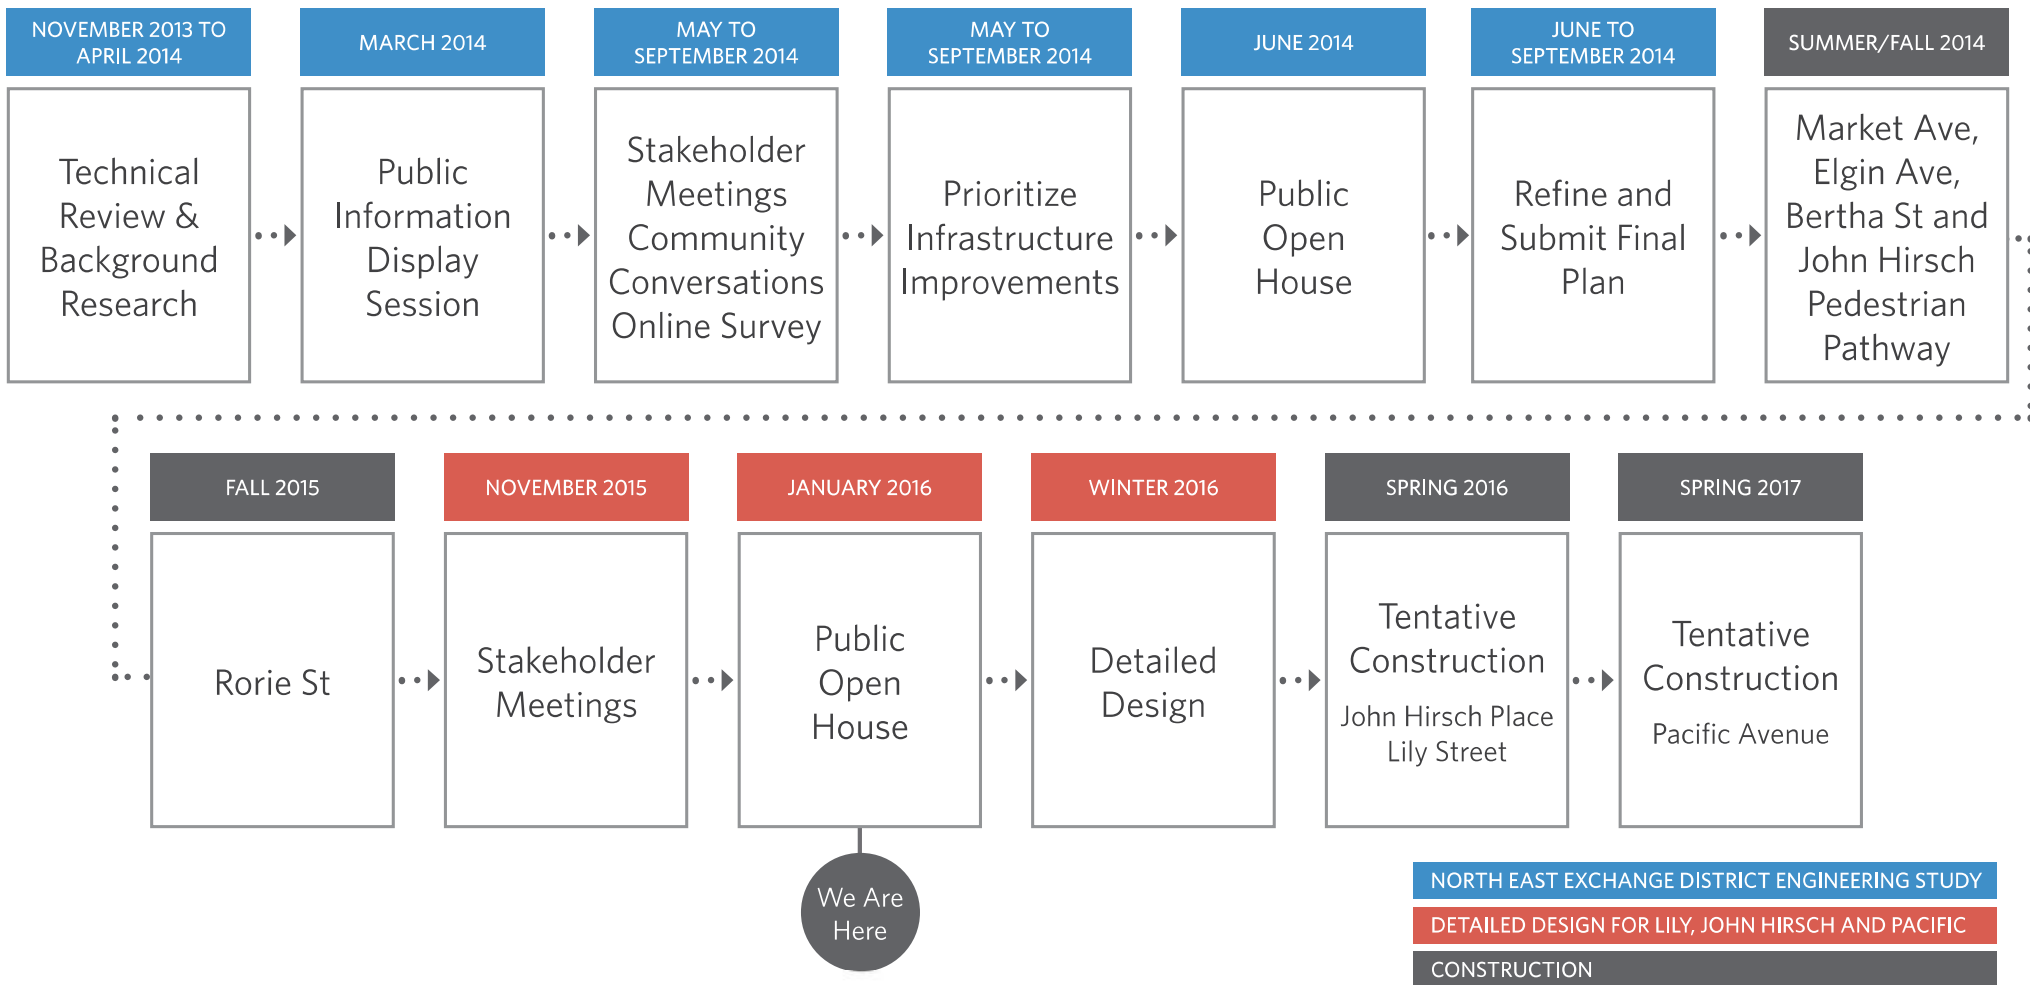 NOVEMBER 2013 TO
APRIL 2014
Technical
Review &
Background
Research
MARCH 2014
Public
Information
Display
Session
MAY TO
SEPTEMBER 2014
Stakeholder
Meetings
Community
Conversations
Online Survey
MAY TO
SEPTEMBER 2014
Prioritize
Infrastructure
Improvements
JUNE 2014
Public
Open
House
JUNE TO
SEPTEMBER 2014
Refine and
Submit Final
Plan
SUMMER/FALL 2014
Market Ave,
Elgin Ave,
Bertha St and
John Hirsch
Pedestrian
Pathway
FALL 2015
Rorie St
NOVEMBER 2015
Stakeholder
Meetings
JANUARY 2016
Public
Open
House
We Are
Here
WINTER 2016
Detailed
Design
SPRING 2016
Tentative
Construction
John Hirsch Place
Lily Street
SPRING 2017
Tentative
Construction
Pacific Avenue
NORTH EAST EXCHANGE DISTRICT ENGINEERING STUDY
DETAILED DESIGN FOR LILY, JOHN HIRSCH AND PACIFIC
CONSTRUCTION